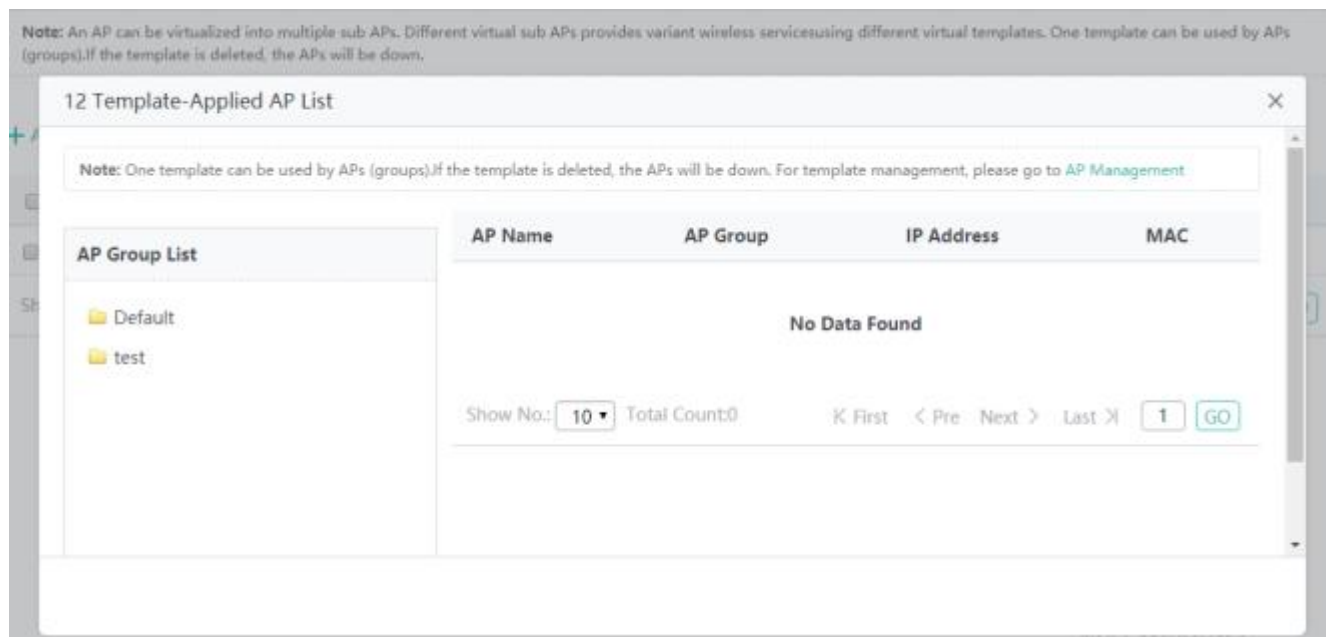 Note: An AP can be virtualized into multiple sub APs. Different virtual sub APs provides variant wireless servicesusing different virtual templates. One template can be used by APs
(groups).If the template is deleted, the APs will be down.
12 Template-Applied AP List
Note: One template can be used by APs (groups).If the template is deleted, the APs will be down. For template management, please go to AP Management
AP Group List
Default
test
AP Name AP Group IP Address MAC
No Data Found
Show No.: 10 Total Count:0 First Pre Next Last 1 GO